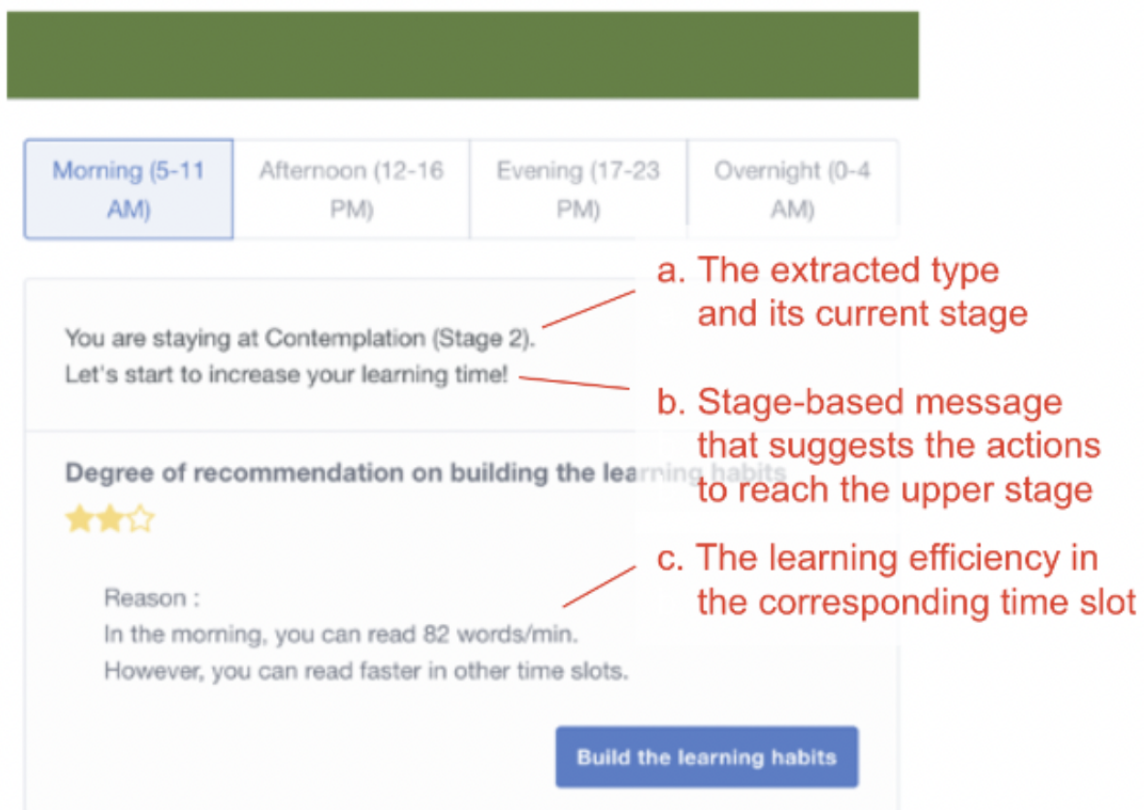 Morning (5-11
AM)
Afternoon (12-16
PM)
Evening (17-23
PM)
Overnight (0-4
AM)
You are staying at Contemplation (Stage 2).
Let's start to increase your learning time!
a. The extracted type
and its current stage
b. Stage-based message
that suggests the actions
to reach the upper stage
Degree of recommendation on building the learning habits
Reason :
In the morning, you can read 82 words/min.
However, you can read faster in other time slots.
c. The learning efficiency in
the corresponding time slot
Build the learning habits